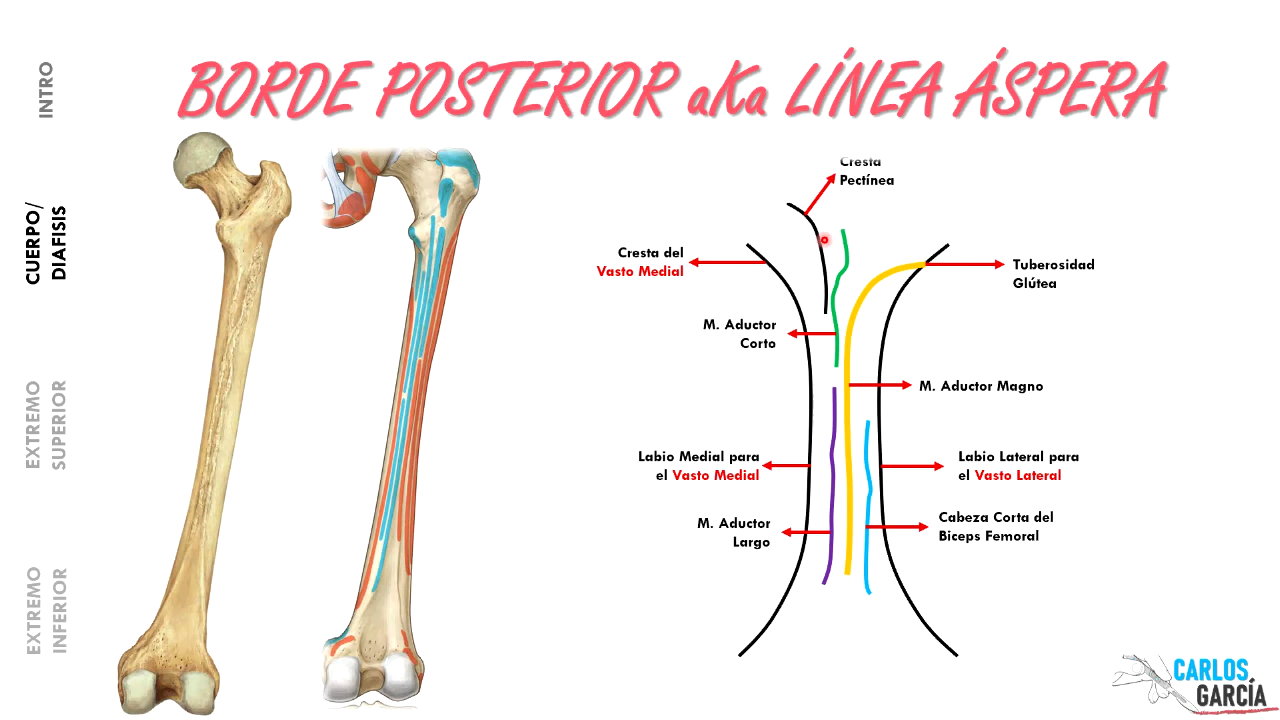 BORDE POSTERIOR aKa LÍNEA ÁSPERA
INTRO
CUERPO/
DIAFISIS
EXTREMO
SUPERIOR
EXTREMO
INFERIOR
Cresta
Pectínea
Cresta del
Vasto Medial
Tuberosidad
Glútea
M. Aductor
Corto
M. Aductor Magno
Labio Medial para
el Vasto Medial
Labio Lateral para
el Vasto Lateral
M. Aductor
Largo
Cabeza Corta del
Biceps Femoral
CARLOS
GARCÍA